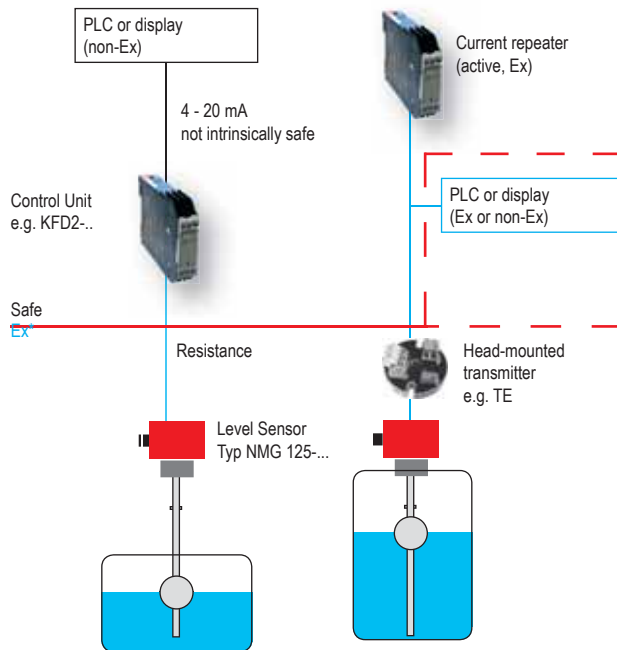 PLC or display
(non-Ex)
Current repeater
(active, Ex)
4 - 20 mA
not intrinsically safe
Control Unit
e.g. KFD2-..
PLC or display
(Ex or non-Ex)
Safe
Ex*
Resistance
Head-mounted
transmitter
e.g. TE
Level Sensor
Typ NMG 125-...